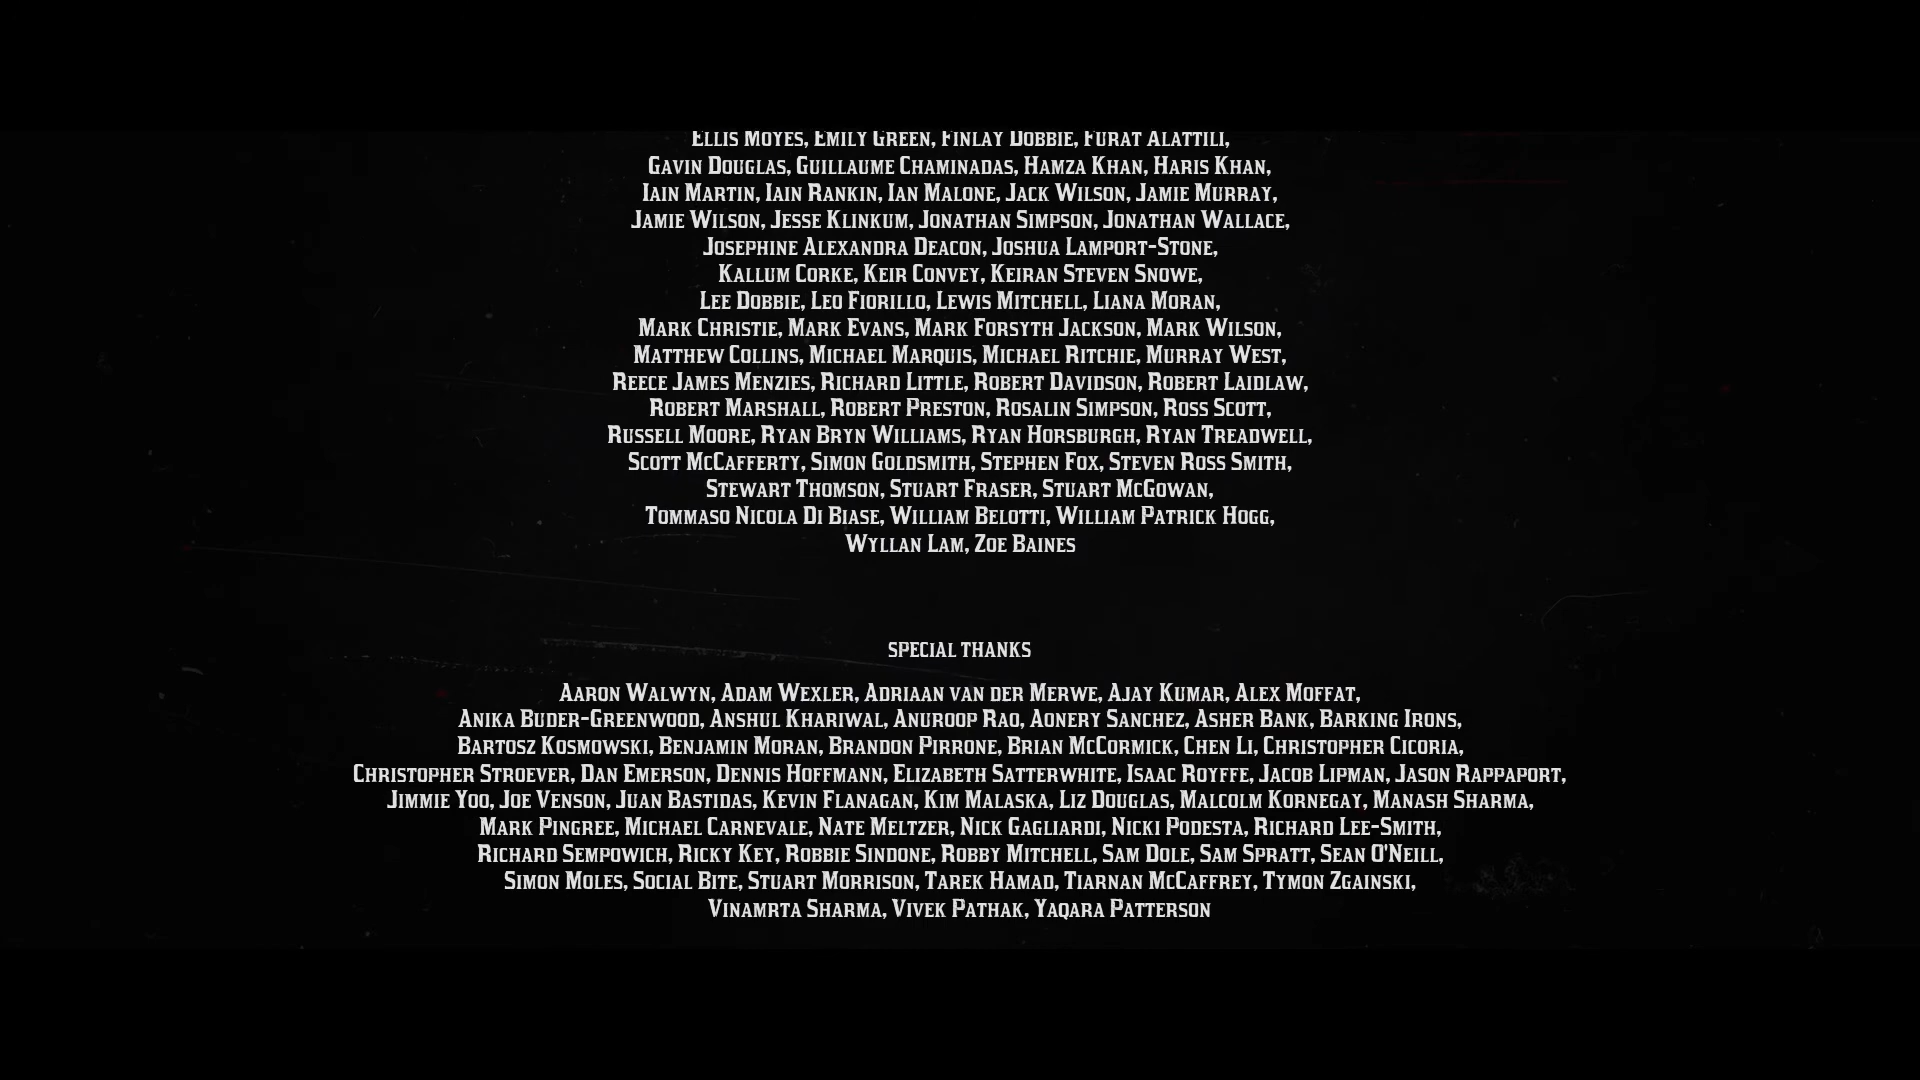 Ellis Moyes, Emily Green, Finlay Dobbie, Furat Alattili,
Gavin Douglas, Guillaume Chaminadas, Hamza Khan, Haris Khan,
Iain Martin, Iain Rankin, Ian Malone, Jack Wilson, Jamie Murray,
Jamie Wilson, Jesse Klinkum, Jonathan Simpson, Jonathan Wallace,
Josephine Alexandra Deacon, Joshua Lamport-Stone,
Kallum Corke, Keir Convey, Keiran Steven Snowe,
Lee Dobbie, Leo Fiorillo, Lewis Mitchell, Liana Moran,
Mark Christie, Mark Evans, Mark Forsyth Jackson, Mark Wilson,
Matthew Collins, Michael Marquis, Michael Ritchie, Murray West,
Reece James Menzies, Richard Little, Robert Davidson, Robert Laidlaw,
Robert Marshall, Robert Preston, Rosalin Simpson, Ross Scott,
Russell Moore, Ryan Bryn Williams, Ryan Horsburgh, Ryan Treadwell,
Scott McCafferty, Simon Goldsmith, Stephen Fox, Steven Ross Smith,
Stewart Thomson, Stuart Fraser, Stuart McGowan,
Tommaso Nicola Di Biase, William Belotti, William Patrick Hogg,
Wyllan Lam, Zoe Baines
SPECIAL THANKS
Aaron Walwyn, Adam Wexler, Adriaan van der Merwe, Ajay Kumar, Alex Moffat,
Anika Buder-Greenwood, Anshul Khariwal, Anuroop Rao, Aonery Sanchez, Asher Bank, Barking Irons,
Bartosz Kosmowski, Benjamin Moran, Brandon Pirrone, Brian McCormick, Chen Li, Christopher Cicoria,
Christopher Stroever, Dan Emerson, Dennis Hoffmann, Elizabeth Satterwhite, Isaac Royffe, Jacob Lipman, Jason Rappaport,
Jimmie Yoo, Joe Venson, Juan Bastidas, Kevin Flanagan, Kim Malaska, Liz Douglas, Malcolm Kornegay, Manash Sharma,
Mark Pingree, Michael Carnevale, Nate Meltzer, Nick Gagliardi, Nicki Podesta, Richard Lee-Smith,
Richard Sempowich, Ricky Key, Robbie Sindone, Robby Mitchell, Sam Dole, Sam Spratt, Sean O'Neill,
Simon Moles, Social Bite, Stuart Morrison, Tarek Hamad, Tiarnan McCaffrey, Tymon Zgainski,
Vinamrta Sharma, Vivek Pathak, Yaqara Patterson